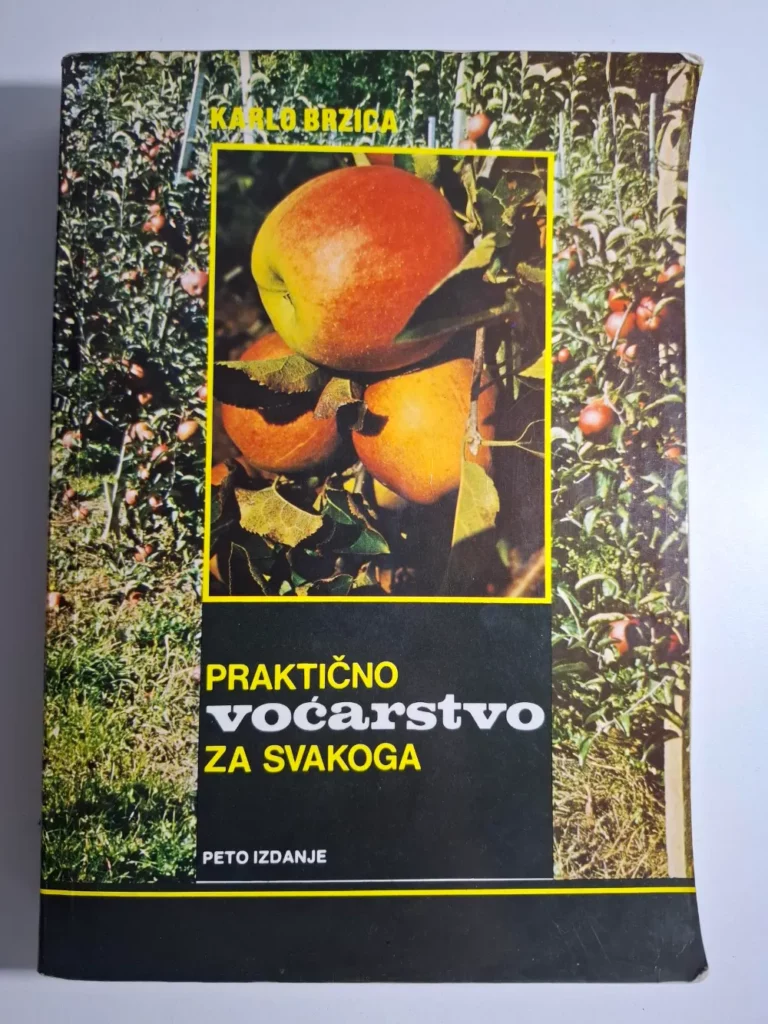 KARLO BRZICA
PRAKTIČNO
voćarstvo
ZA SVAKOGA
PETO IZDANJE